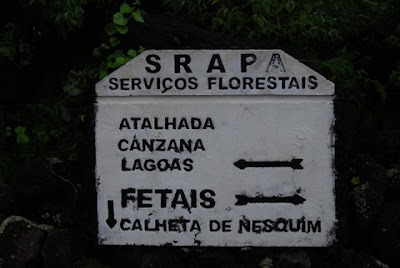 SRAPA
SERVIÇOS FLORESTAIS
ATALHADA
CANZANA
LAGOAS
FETAIS
CALHETA DE NESQUIM